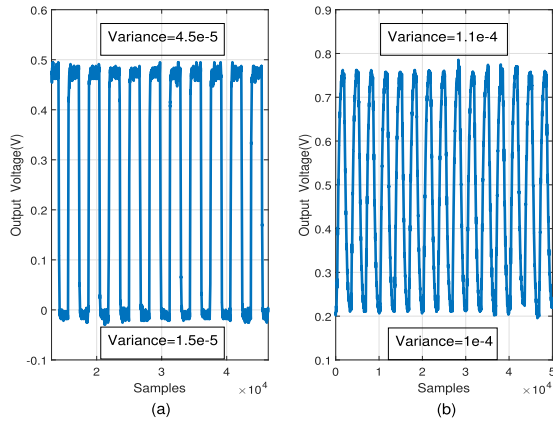 0.6
0.5
0.4
0.3
0.2
0.1
0
-0.1
Output Voltage(V)
Variance=4.5e-5
Variance=1.5e-5
2
4
Samples
×10^4
(a)
0.9
0.8
0.7
0.6
0.5
0.4
0.3
0.2
0.1
Output Voltage(V)
Variance=1.1e-4
Variance=1e-4
0
1
2
3
4
5
Samples
×10^4
(b)